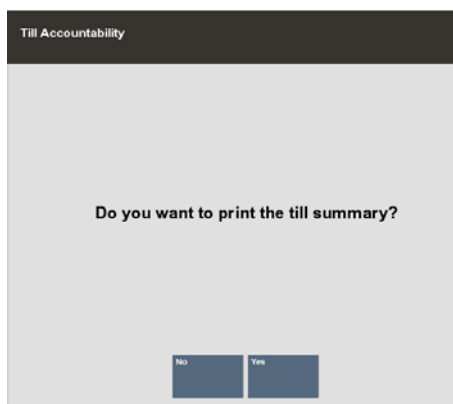 Till Accountability
Do you want to print the till summary?
No Yes